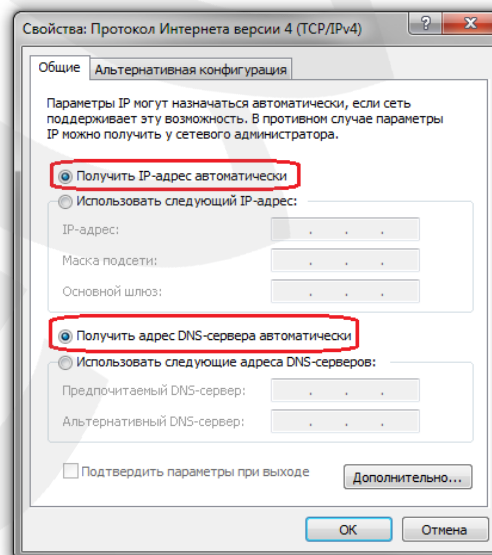 Свойства: Протокол Интернета версии 4 (TCP/IPv4)
Общие Альтернативная конфигурация
Параметры IP могут назначаться автоматически, если сеть
поддерживает эту возможность. В противном случае параметры
IP можно получить у сетевого администратора.
Получить IP-адрес автоматически
Использовать следующий IP-адрес:
IP-адрес:
Маска подсети:
Основной шлюз:
Получить адрес DNS-сервера автоматически
Использовать следующие адреса DNS-серверов:
Предпочитаемый DNS-сервер:
Альтернативный DNS-сервер:
Подтвердить параметры при выходе
Дополнительно...
OK Отмена